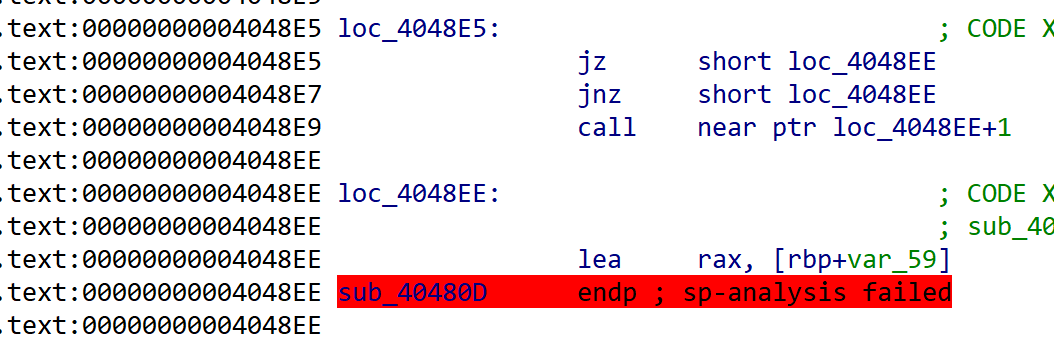 .text:00000000004048E5 loc_4048E5: ; CODE X
.text:00000000004048E5 jz short loc_4048EE
.text:00000000004048E7 jnz short loc_4048EE
.text:00000000004048E9 call near ptr loc_4048EE+1
.text:00000000004048EE
.text:00000000004048EE loc_4048EE: ; CODE X
.text:00000000004048EE ; sub_40
.text:00000000004048EE lea rax, [rbp+var_59]
.text:00000000004048EE sub_40480D endp ; sp-analysis failed
.text:00000000004048EE